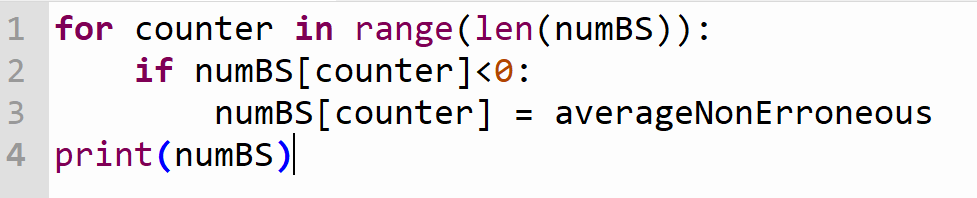 1 for counter in range(len(numBS)):
2     if numBS[counter]<0:
3         numBS[counter] = averageNonErroneous
4 print(numBS)